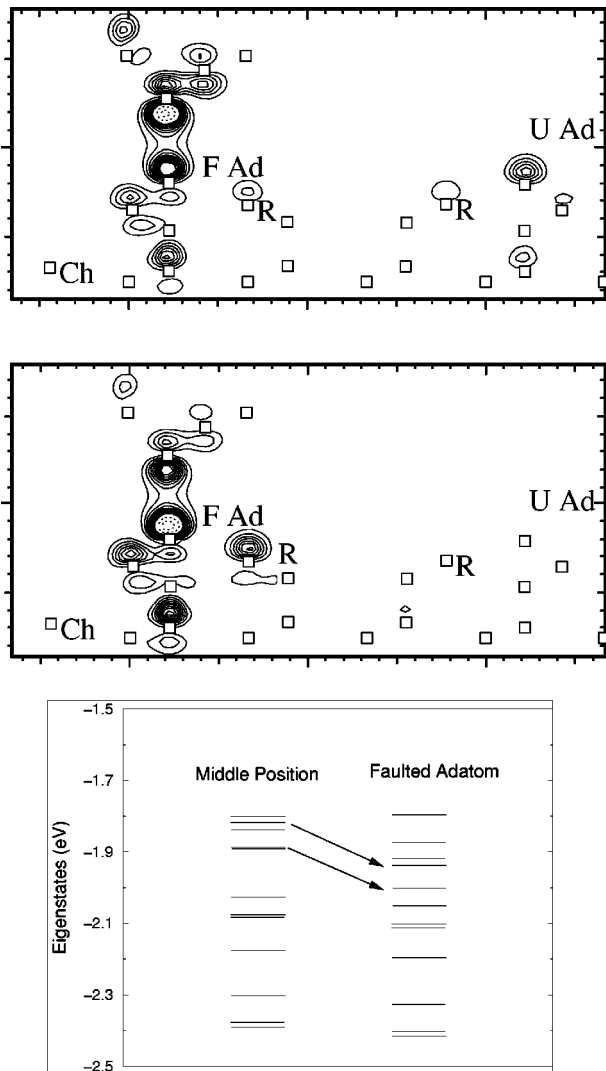 U Ad
F Ad
R
R
Ch
U Ad
F Ad
R
R
Ch
Eigenstates (eV)
−1.5
−1.7
−1.9
−2.1
−2.3
−2.5
Middle Position
Faulted Adatom